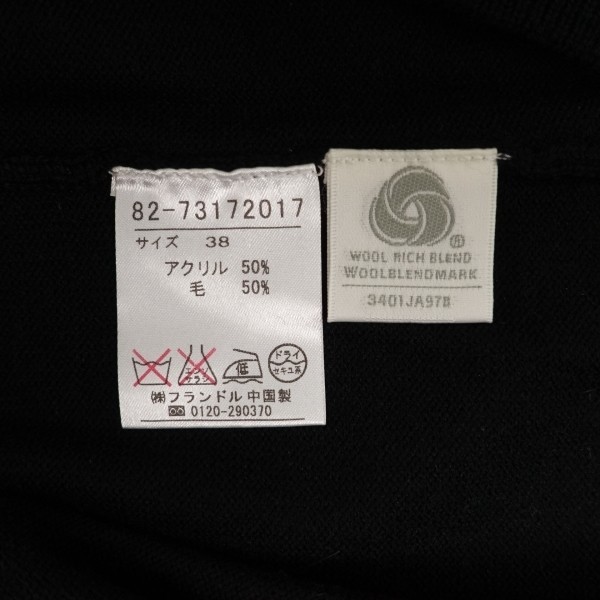 82-73172017
サイズ 38
アクリル 50%
毛 50%
エンソ
サラシ
低
ドライ
セキユ系
㈱フランドル 中国製
0120-290370
WOOL RICH BLEND
WOOLBLENDMARK
3401JA978